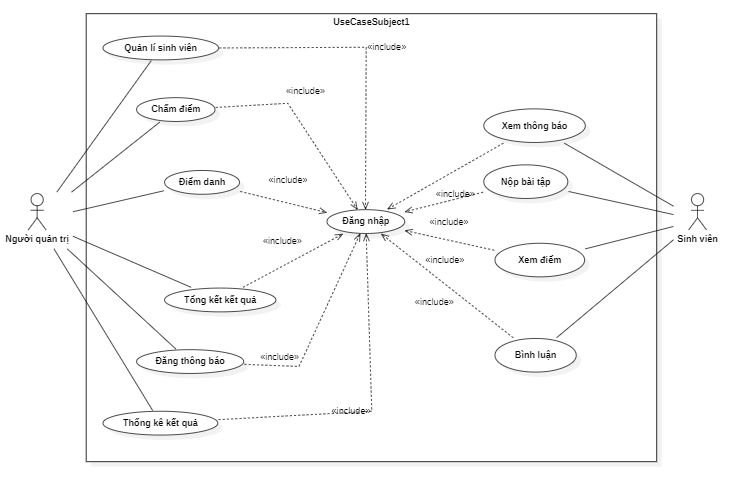 UseCaseSubject1
Quản lí sinh viên
«include»
Chấm điểm
«include»
Xem thông báo
Điểm danh
«include»
Nộp bài tập
«include»
Đăng nhập
«include»
Người quản trị
Sinh viên
«include»
«include»
Xem điểm
Tổng kết kết quả
«include»
Đăng thông báo
«include»
Bình luận
«include»
Thống kê kết quả